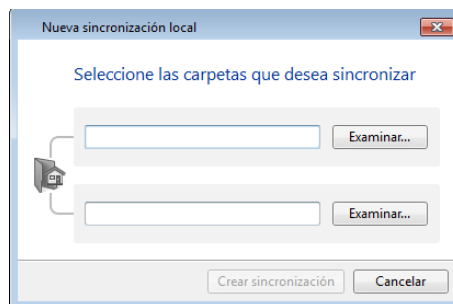 Nueva sincronización local
Seleccione las carpetas que desea sincronizar
Examinar...
Examinar...
Crear sincronización
Cancelar